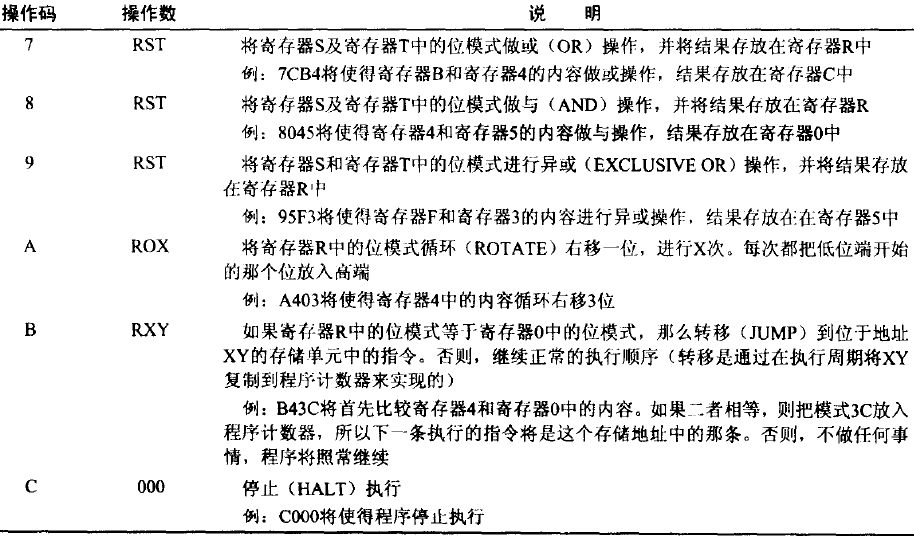 操作码 操作数 说 明
7 RST 将寄存器S及寄存器T中的位模式做或（OR）操作，并将结果存放在寄存器R中
例：7CB4将使得寄存器B和寄存器4的内容做或操作，结果存放在寄存器C中
8 RST 将寄存器S及寄存器T中的位模式做与（AND）操作，并将结果存放在寄存器R
例：8045将使得寄存器4和寄存器5的内容做与操作，结果存放在寄存器0中
9 RST 将寄存器S和寄存器T中的位模式进行异或（EXCLUSIVE OR）操作，并将结果存放
在寄存器R中
例：95F3将使得寄存器F和寄存器3的内容进行异或操作，结果存放在在寄存器5中
A ROX 将寄存器R中的位模式循环（ROTATE）右移一位，进行X次。每次都把低位端开始
的那个位放入高端
例：A403将使得寄存器4中的内容循环右移3位
B RXY 如果寄存器R中的位模式等于寄存器0中的位模式，那么转移（JUMP）到位于地址
XY的存储单元中的指令。否则，继续正常的执行顺序（转移是通过在执行周期将XY
复制到程序计数器来实现的）
例：B43C将首先比较寄存器4和寄存器0中的内容。如果二者相等，则把模式3C放入
程序计数器，所以下一条执行的指令将是这个存储地址中的那条。否则，不做任何事
情，程序将照常继续
C 000 停止（HALT）执行
例：C000将使得程序停止执行